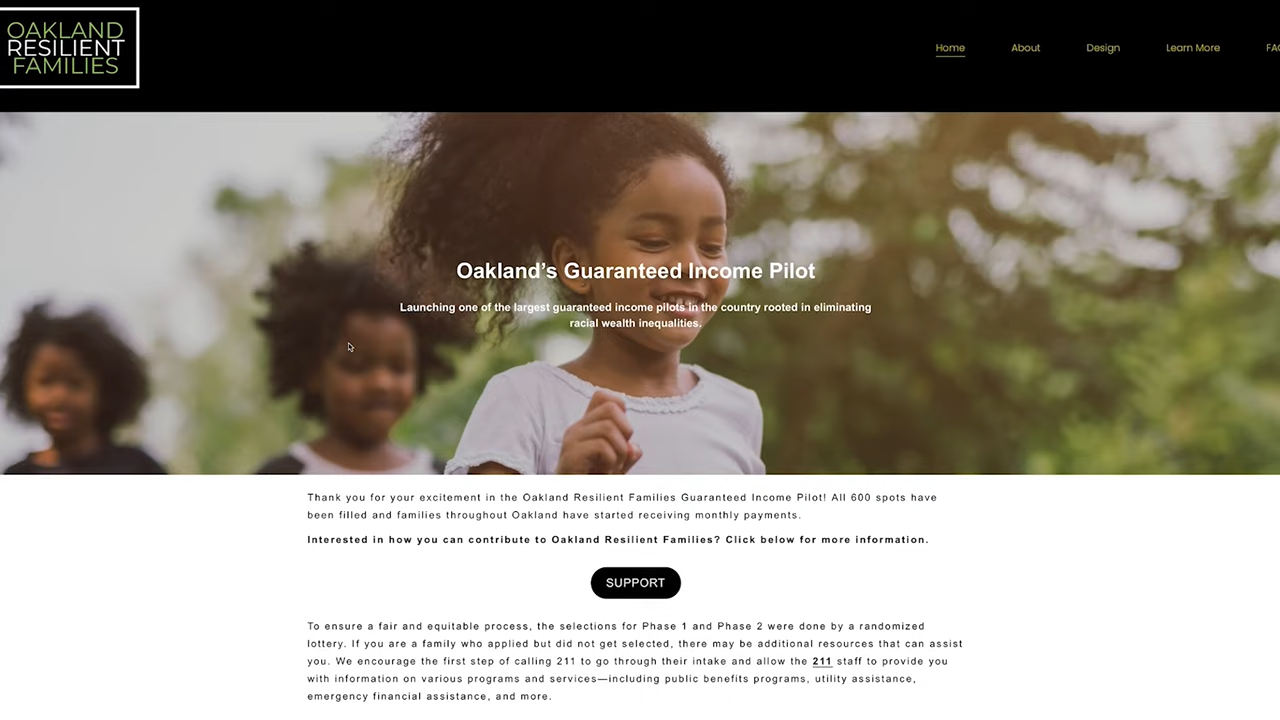 OAKLAND
RESILIENT
FAMILIES
Home
About
Design
Learn More
Oakland’s Guaranteed Income Pilot
Launching one of the largest guaranteed income pilots in the country rooted in eliminating
racial wealth inequalities.
Thank you for your excitement in the Oakland Resilient Families Guaranteed Income Pilot! All 600 spots have
been filled and families throughout Oakland have started receiving monthly payments.
Interested in how you can contribute to Oakland Resilient Families? Click below for more information.
SUPPORT
To ensure a fair and equitable process, the selections for Phase 1 and Phase 2 were done by a randomized
lottery. If you are a family who applied but did not get selected, there may be additional resources that can assist
you. We encourage the first step of calling 211 to go through their intake and allow the 211 staff to provide you
with information on various programs and services—including public benefits programs, utility assistance,
emergency financial assistance, and more.